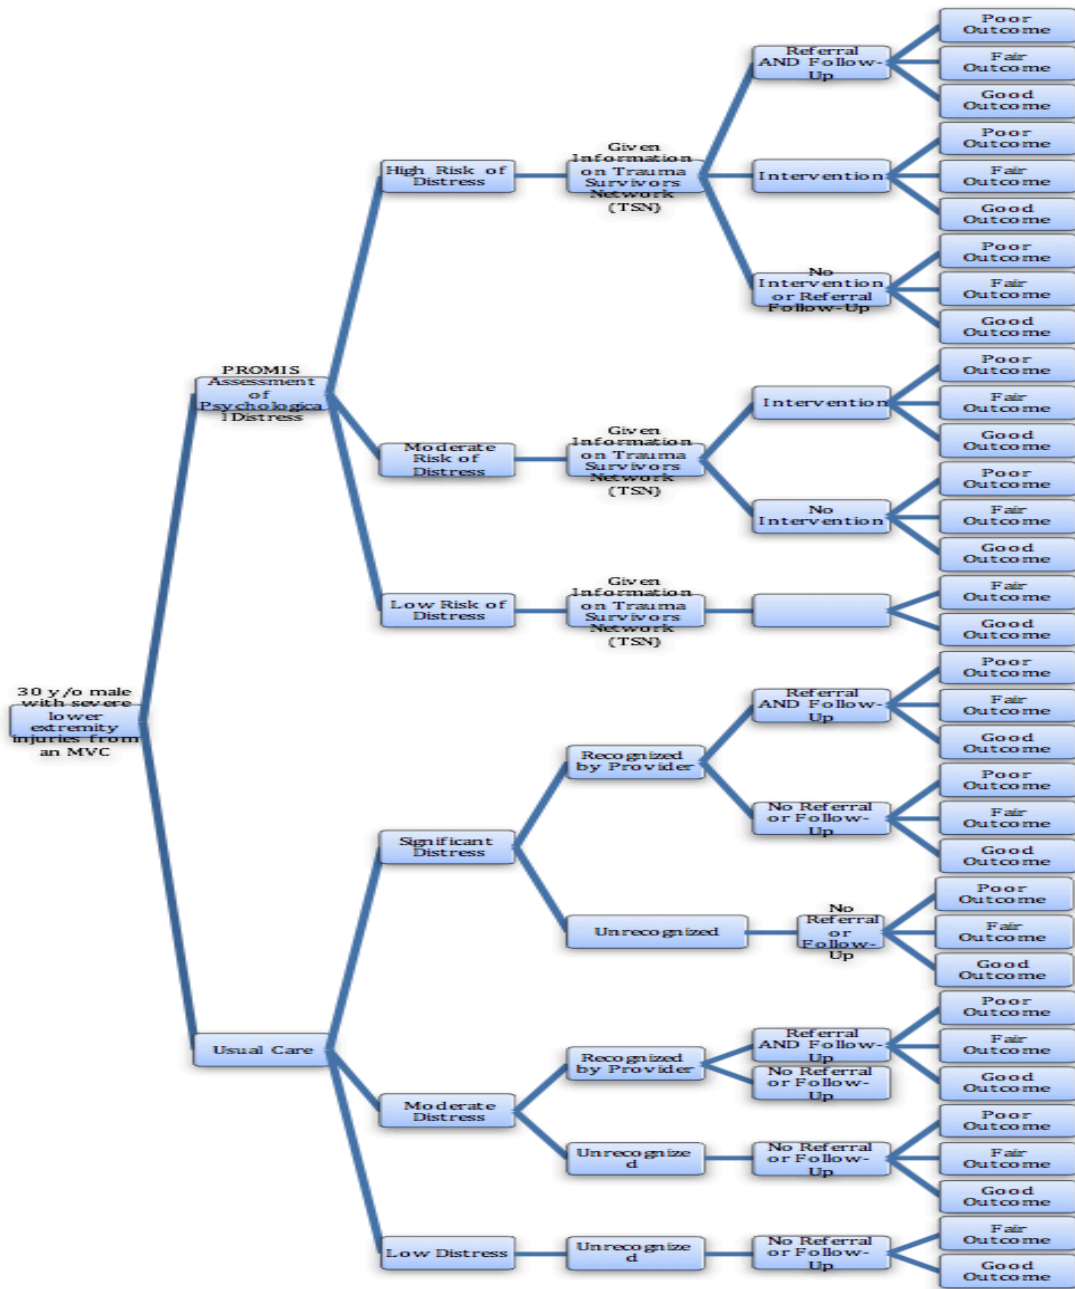 30 y/o male
with severe
lower
extremity
injuries from
an MVC
PROMIS
Assessment
of
Psychologica
l Distress
High Risk of
Distress
Given
Information
on Trauma
Survivors
Network
(TSN)
Referral
AND Follow-
Up
Poor
Outcome
Fair
Outcome
Good
Outcome
Intervention
Poor
Outcome
Fair
Outcome
Good
Outcome
No
Intervention
or Referral
Follow-Up
Poor
Outcome
Fair
Outcome
Good
Outcome
Moderate
Risk of
Distress
Given
Information
on Trauma
Survivors
Network
(TSN)
Intervention
Poor
Outcome
Fair
Outcome
Good
Outcome
No
Intervention
Poor
Outcome
Fair
Outcome
Good
Outcome
Low Risk of
Distress
Given
Information
on Trauma
Survivors
Network
(TSN)
Fair
Outcome
Good
Outcome
Usual Care
Significant
Distress
Recognized
by Provider
Referral
AND Follow-
Up
Poor
Outcome
Fair
Outcome
Good
Outcome
No Referral
or Follow-
Up
Poor
Outcome
Fair
Outcome
Good
Outcome
Unrecognized
No
Referral
or
Follow-
Up
Poor
Outcome
Fair
Outcome
Good
Outcome
Moderate
Distress
Recognized
by Provider
Referral
AND Follow-
Up
Poor
Outcome
Fair
Outcome
Good
Outcome
No Referral
or Follow-
Up
Unrecognize
d
No Referral
or Follow-
Up
Poor
Outcome
Fair
Outcome
Good
Outcome
Low Distress
Unrecognize
d
No Referral
or Follow-
Up
Fair
Outcome
Good
Outcome